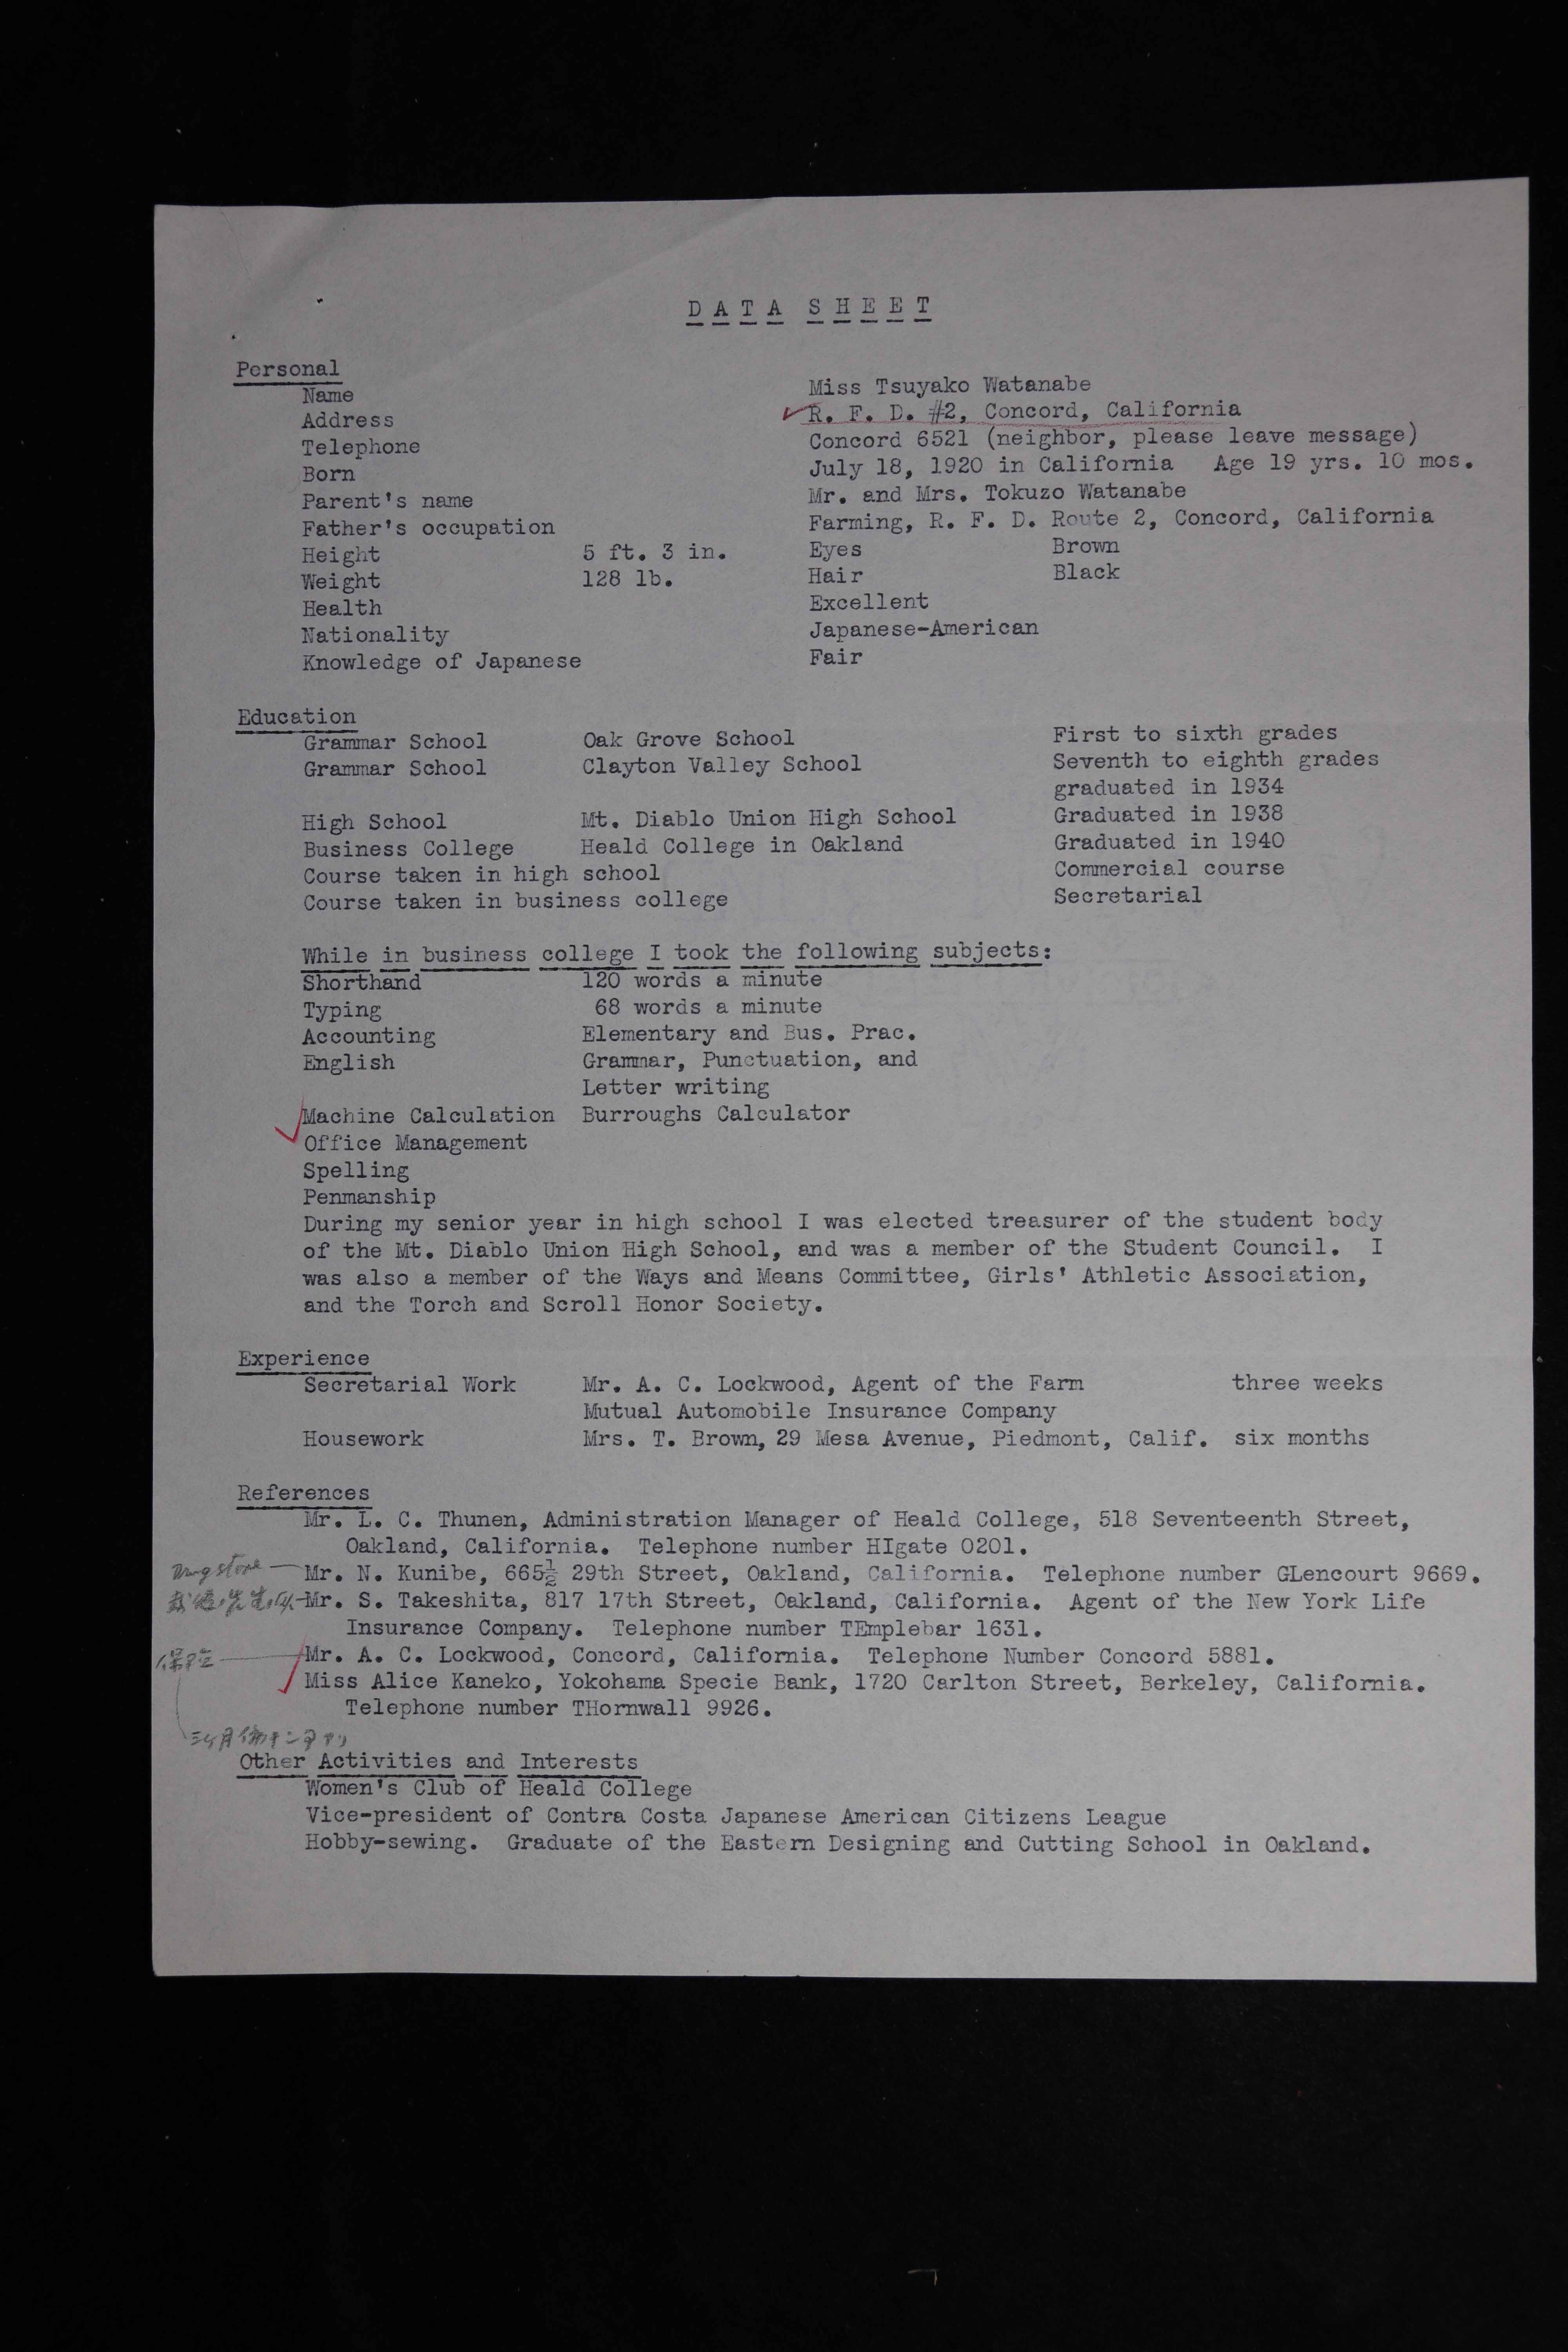 DATA SHEET
Personal
Name Miss Tsuyako Watanabe
Address R. F. D. #2, Concord, California
Telephone Concord 6521 (neighbor, please leave message)
Born July 18, 1920 in California Age 19 yrs. 10 mos.
Parent's name Mr. and Mrs. Tokuzo Watanabe
Father's occupation Farming, R. F. D. Route 2, Concord, California
Height 5 ft. 3 in. Eyes Brown
Weight 128 lb. Hair Black
Health Excellent
Nationality Japanese-American
Knowledge of Japanese Fair
Education
Grammar School Oak Grove School First to sixth grades
Grammar School Clayton Valley School Seventh to eighth grades
graduated in 1934
High School Mt. Diablo Union High School Graduated in 1938
Business College Heald College in Oakland Graduated in 1940
Course taken in high school Commercial course
Course taken in business college Secretarial
While in business college I took the following subjects:
Shorthand 120 words a minute
Typing 68 words a minute
Accounting Elementary and Bus. Prac.
English Grammar, Punctuation, and
Letter writing
Machine Calculation Burroughs Calculator
Office Management
Spelling
Penmanship
During my senior year in high school I was elected treasurer of the student body
of the Mt. Diablo Union High School, and was a member of the Student Council. I
was also a member of the Ways and Means Committee, Girls' Athletic Association,
and the Torch and Scroll Honor Society.
Experience
Secretarial Work Mr. A. C. Lockwood, Agent of the Farm three weeks
Mutual Automobile Insurance Company
Housework Mrs. T. Brown, 29 Mesa Avenue, Piedmont, Calif. six months
References
Mr. L. C. Thunen, Administration Manager of Heald College, 518 Seventeenth Street,
Oakland, California. Telephone number HIgate 0201.
Drugstore Mr. N. Kunibe, 665½ 29th Street, Oakland, California. Telephone number GLencourt 9669.
Mr. S. Takeshita, 817 17th Street, Oakland, California. Agent of the New York Life
Insurance Company. Telephone number TEmplebar 1631.
保険 Mr. A. C. Lockwood, Concord, California. Telephone Number Concord 5881.
Miss Alice Kaneko, Yokohama Specie Bank, 1720 Carlton Street, Berkeley, California.
Telephone number THornwall 9926.
Other Activities and Interests
Women's Club of Heald College
Vice-president of Contra Costa Japanese American Citizens League
Hobby-sewing. Graduate of the Eastern Designing and Cutting School in Oakland.